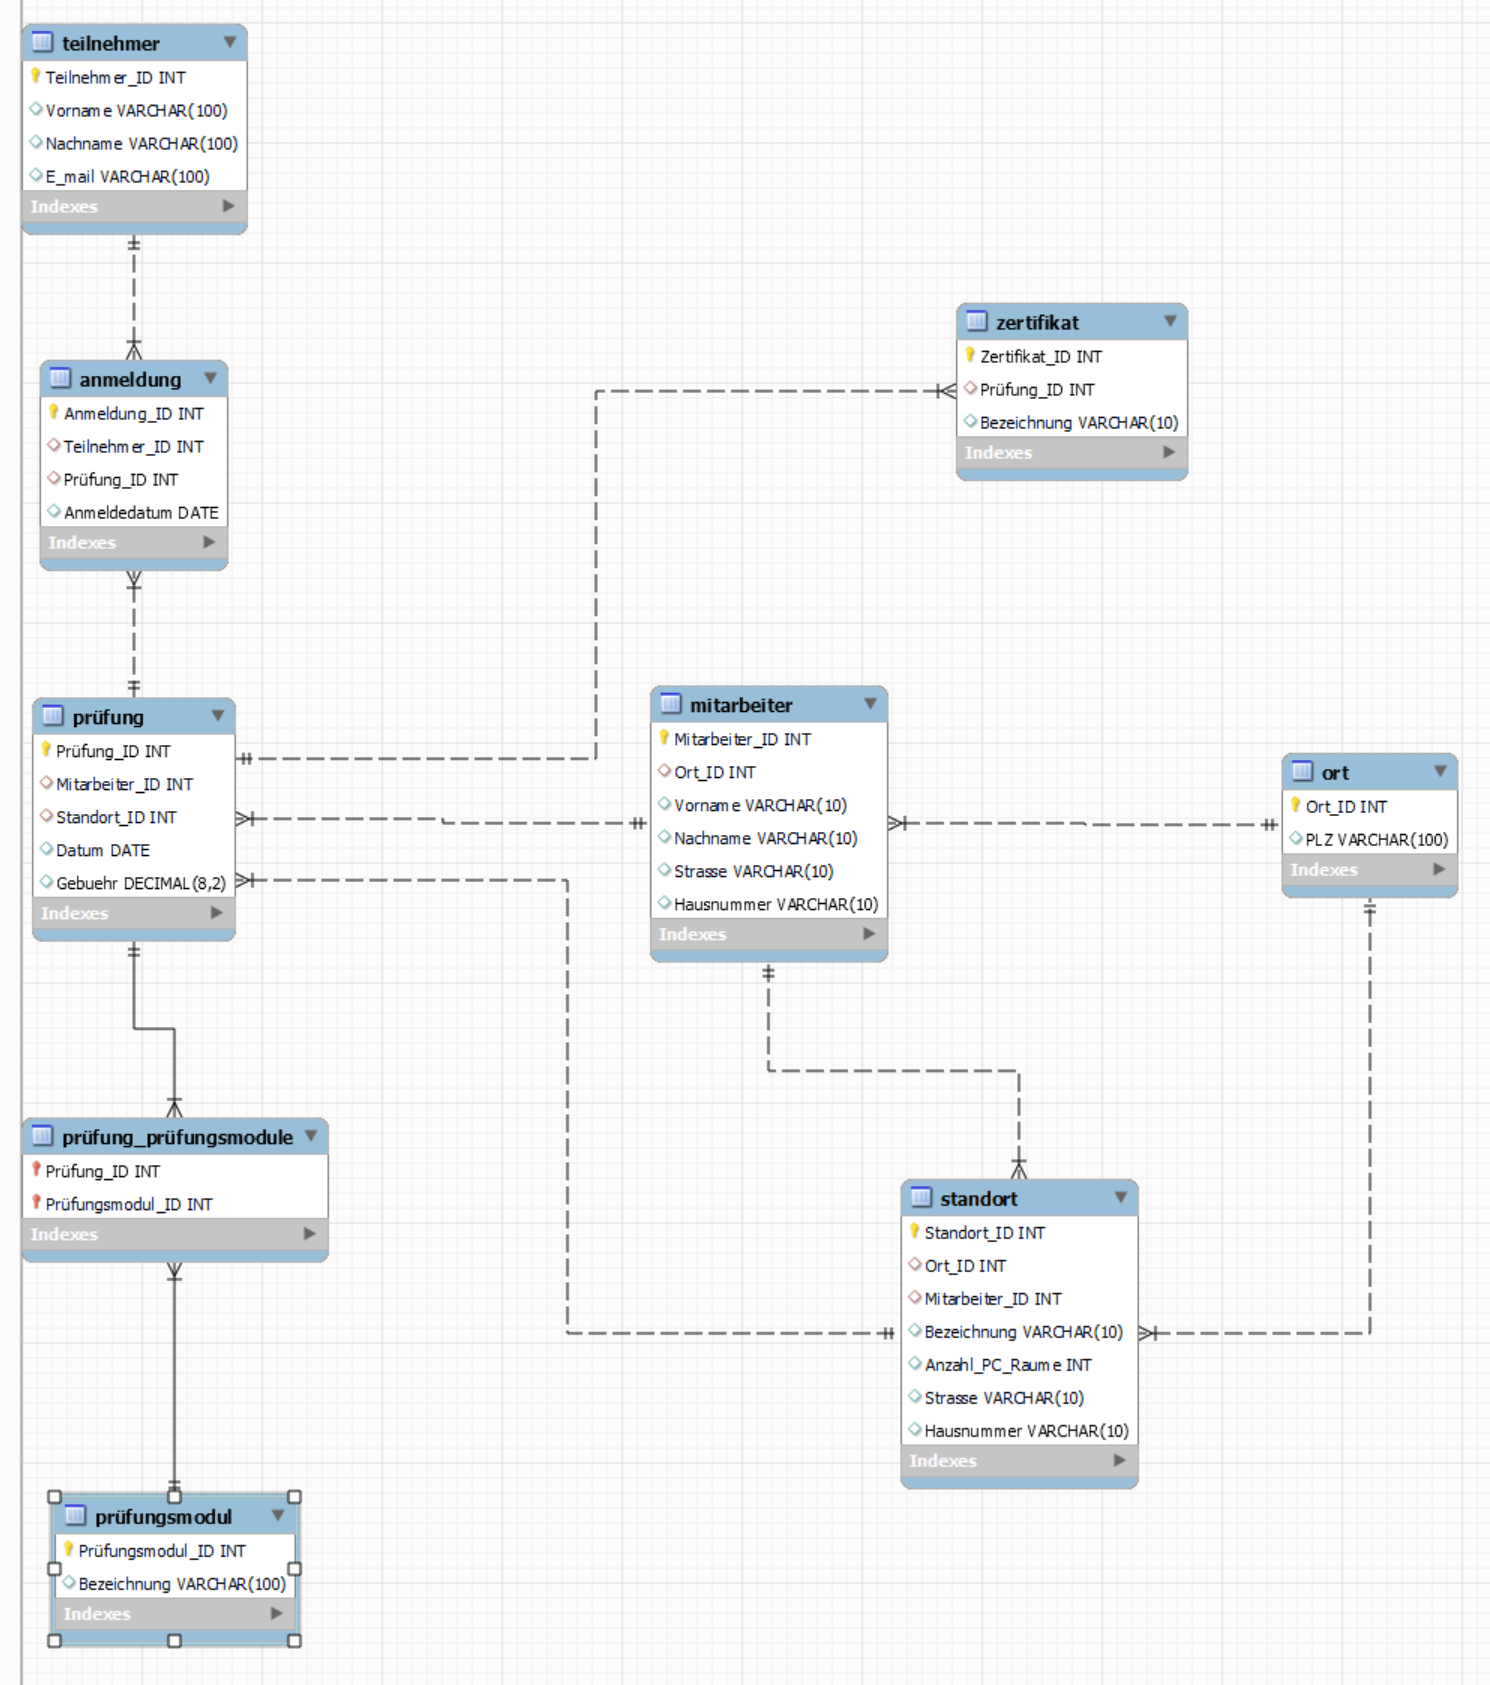 teilnehmer
Teilnehmer_ID INT
Vorname VARCHAR(100)
Nachname VARCHAR(100)
E_mail VARCHAR(100)
Indexes
anmeldung
Anmeldung_ID INT
Teilnehmer_ID INT
Prüfung_ID INT
Anmeldedatum DATE
Indexes
zertifikat
Zertifikat_ID INT
Prüfung_ID INT
Bezeichnung VARCHAR(10)
Indexes
prüfung
Prüfung_ID INT
Mitarbeiter_ID INT
Standort_ID INT
Datum DATE
Gebuehr DECIMAL(8,2)
Indexes
mitarbeiter
Mitarbeiter_ID INT
Ort_ID INT
Vorname VARCHAR(10)
Nachname VARCHAR(10)
Strasse VARCHAR(10)
Hausnummer VARCHAR(10)
Indexes
ort
Ort_ID INT
PLZ VARCHAR(100)
Indexes
prüfung_prüfungsmodule
Prüfung_ID INT
Prüfungsmodul_ID INT
Indexes
standort
Standort_ID INT
Ort_ID INT
Mitarbeiter_ID INT
Bezeichnung VARCHAR(10)
Anzahl_PC_Raume INT
Strasse VARCHAR(10)
Hausnummer VARCHAR(10)
Indexes
prüfungsmodul
Prüfungsmodul_ID INT
Bezeichnung VARCHAR(100)
Indexes